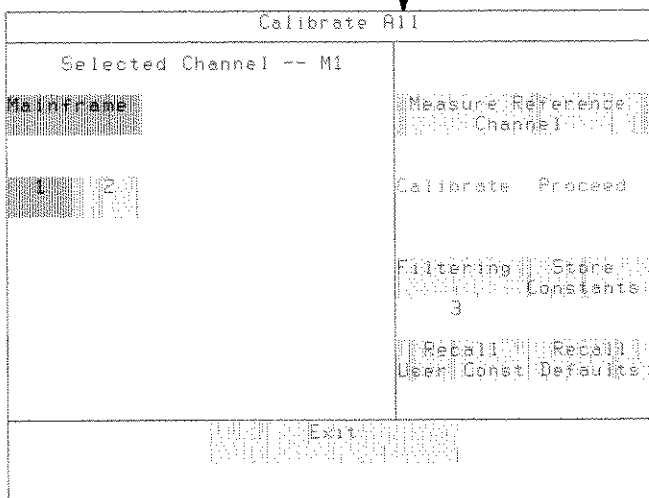 Calibrate All
Selected Channel -- M1
Mainframe
1 2
Measure Reference
Channel
Calibrate Proceed
Filtering Store
Constants
3
Recall Recall
User Const Defaults
Exit